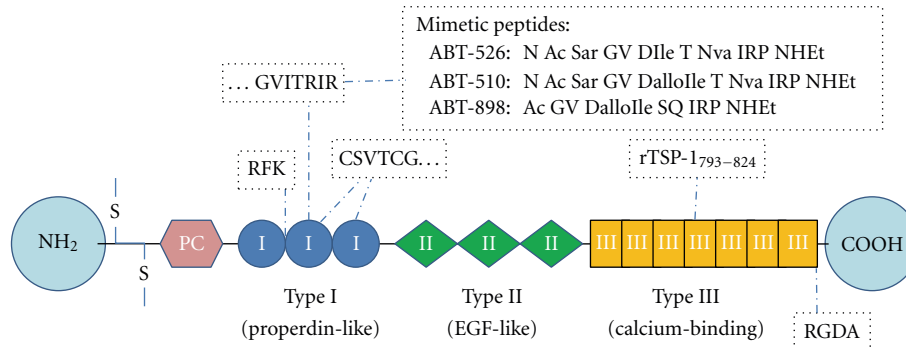 Mimetic peptides:
ABT-526: N Ac Sar GV DIle T Nva IRP NHEt
ABT-510: N Ac Sar GV DalloIle T Nva IRP NHEt
ABT-898: Ac GV DalloIle SQ IRP NHEt
... GVITRIR
RFK
CSVTCG...
rTSP-1₇₉₃₋₈₂₄
S
NH₂ PC I I I II II II III III III III III III III COOH
S
Type I Type II Type III
(properdin-like) (EGF-like) (calcium-binding)
RGDA